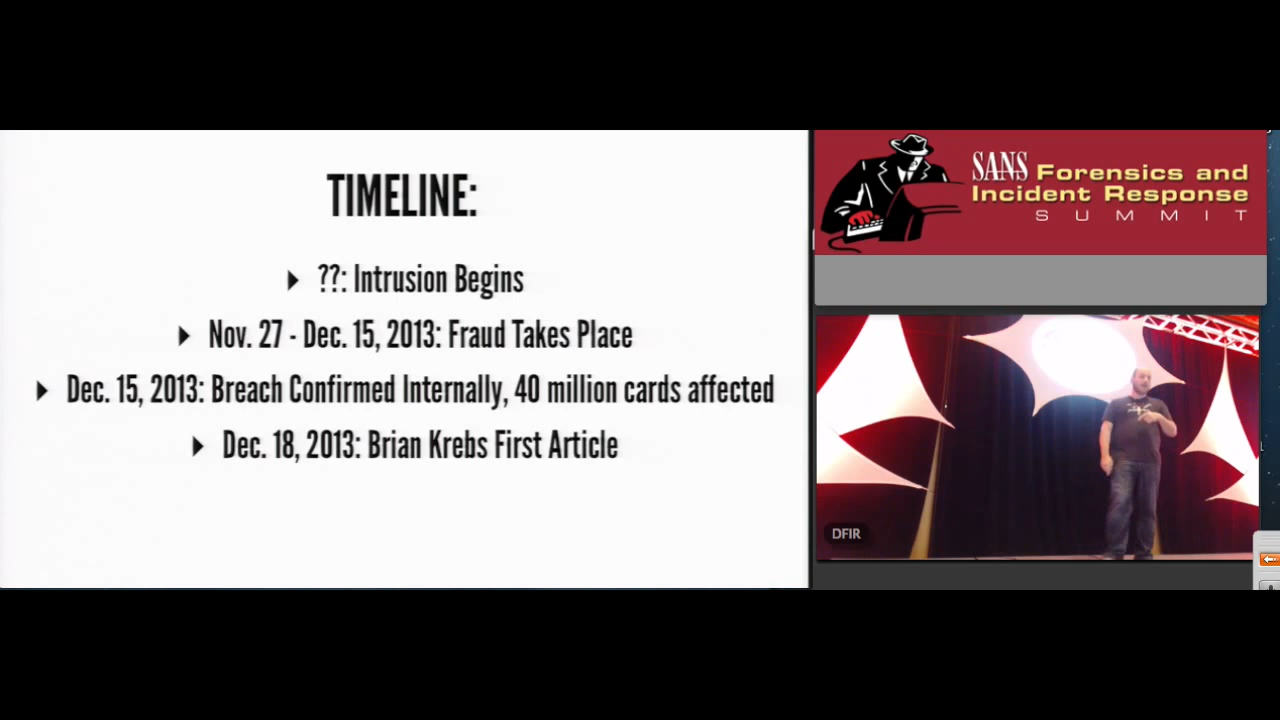 TIMELINE:
??: Intrusion Begins
Nov. 27 - Dec. 15, 2013: Fraud Takes Place
Dec. 15, 2013: Breach Confirmed Internally, 40 million cards affected
Dec. 18, 2013: Brian Krebs First Article
SANS Forensics and
Incident Response
SUMMIT
DFIR